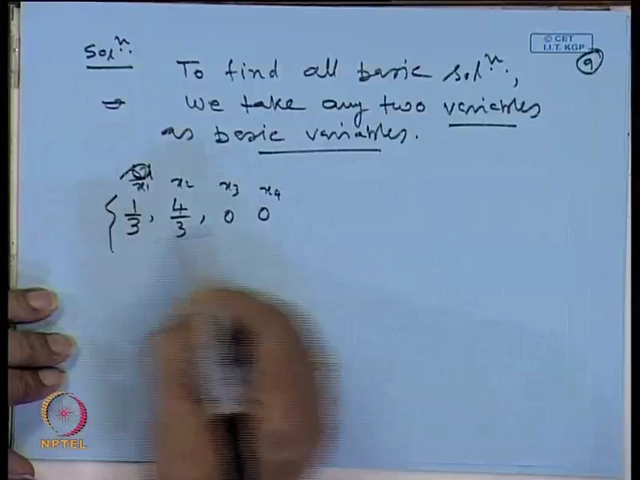 © CET
I.I.T. KGP
9
Solⁿ. To find all basic solⁿ.,
⇒ We take any two variables
as basic variables.
x₁ x₂ x₃ x₄
{ 1/3, 4/3, 0 0
NPTEL